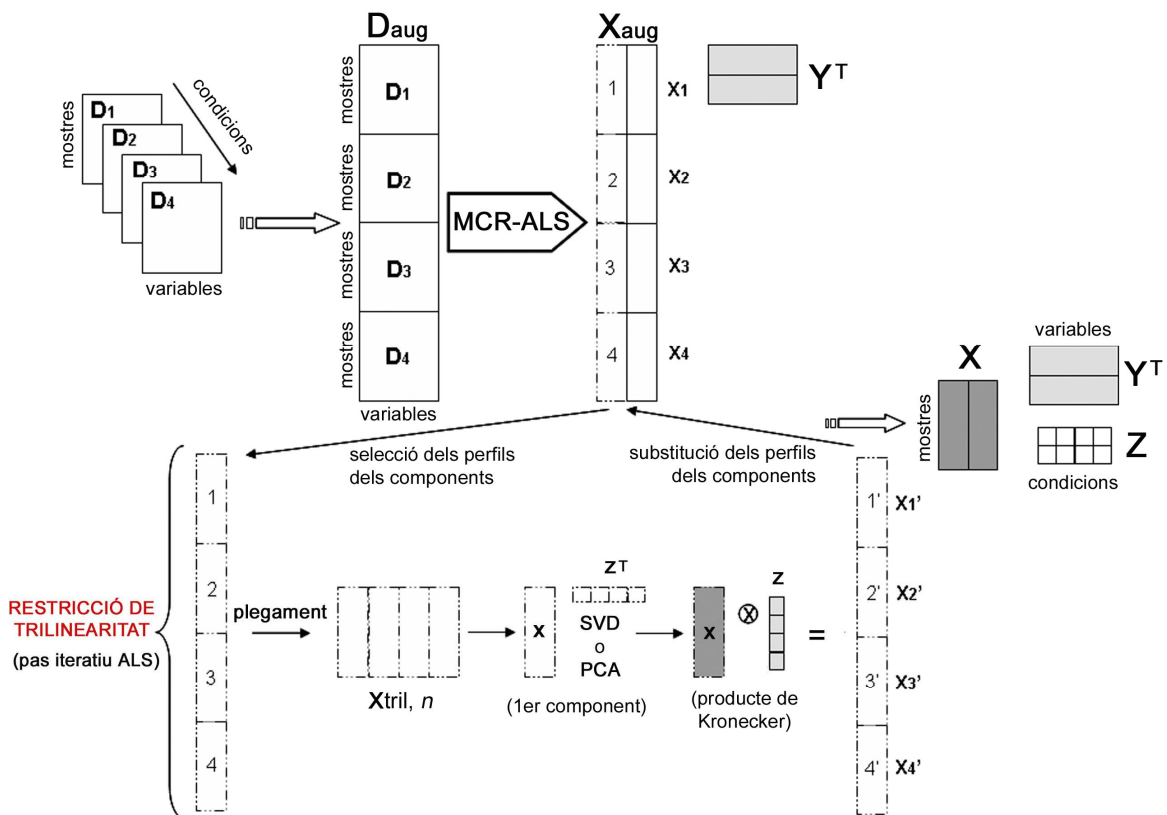 Daug
Xaug
mostres
D1
D2
D3
D4
condicions
variables
mostres
D1
mostres
D2
mostres
D3
mostres
D4
variables
MCR-ALS
1
X1
2
X2
3
X3
4
X4
YT
X
mostres
variables
YT
Z
condicions
selecció dels perfils
dels components
substitució dels perfils
dels components
RESTRICCIÓ DE
TRILINEARITAT
(pas iteratiu ALS)
1
2
3
4
plegament
Xtril, n
x
zT
SVD
o
PCA
(1er component)
x
⊗
z
=
(producte de
Kronecker)
1'
X1'
2'
X2'
3'
X3'
4'
X4'